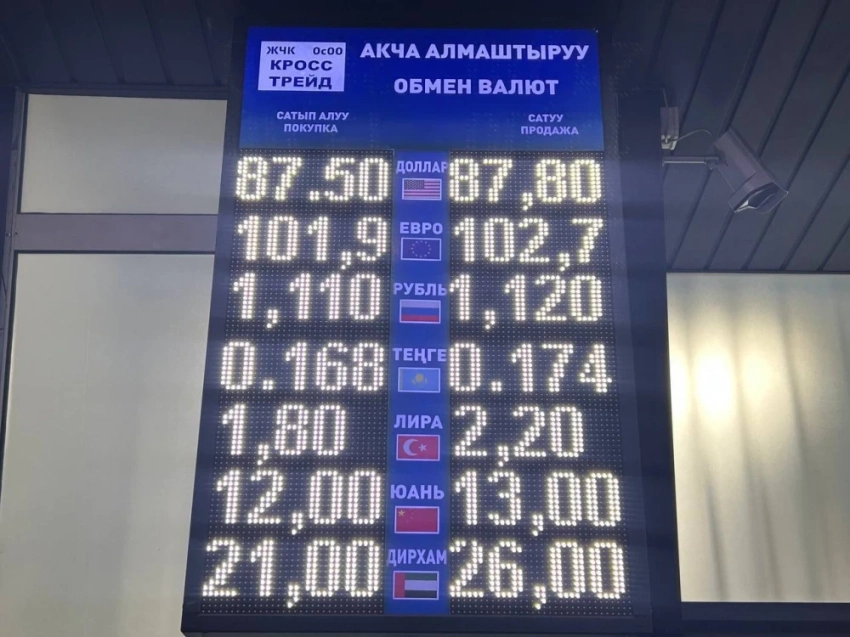 ЖЧК ОсОО
КРОСС
ТРЕЙД
АКЧА АЛМАШТЫРУУ
ОБМЕН ВАЛЮТ
САТЫП АЛУУ
ПОКУПКА
САТУУ
ПРОДАЖА
87.50 ДОЛЛАР 87,80
101,9 ЕВРО 102,7
1,110 РУБЛЬ 1,120
0.168 ТЕҢГЕ 0.174
1,80 ЛИРА 2,20
12,00 ЮАНЬ 13,00
21,00 ДИРХАМ 26,00